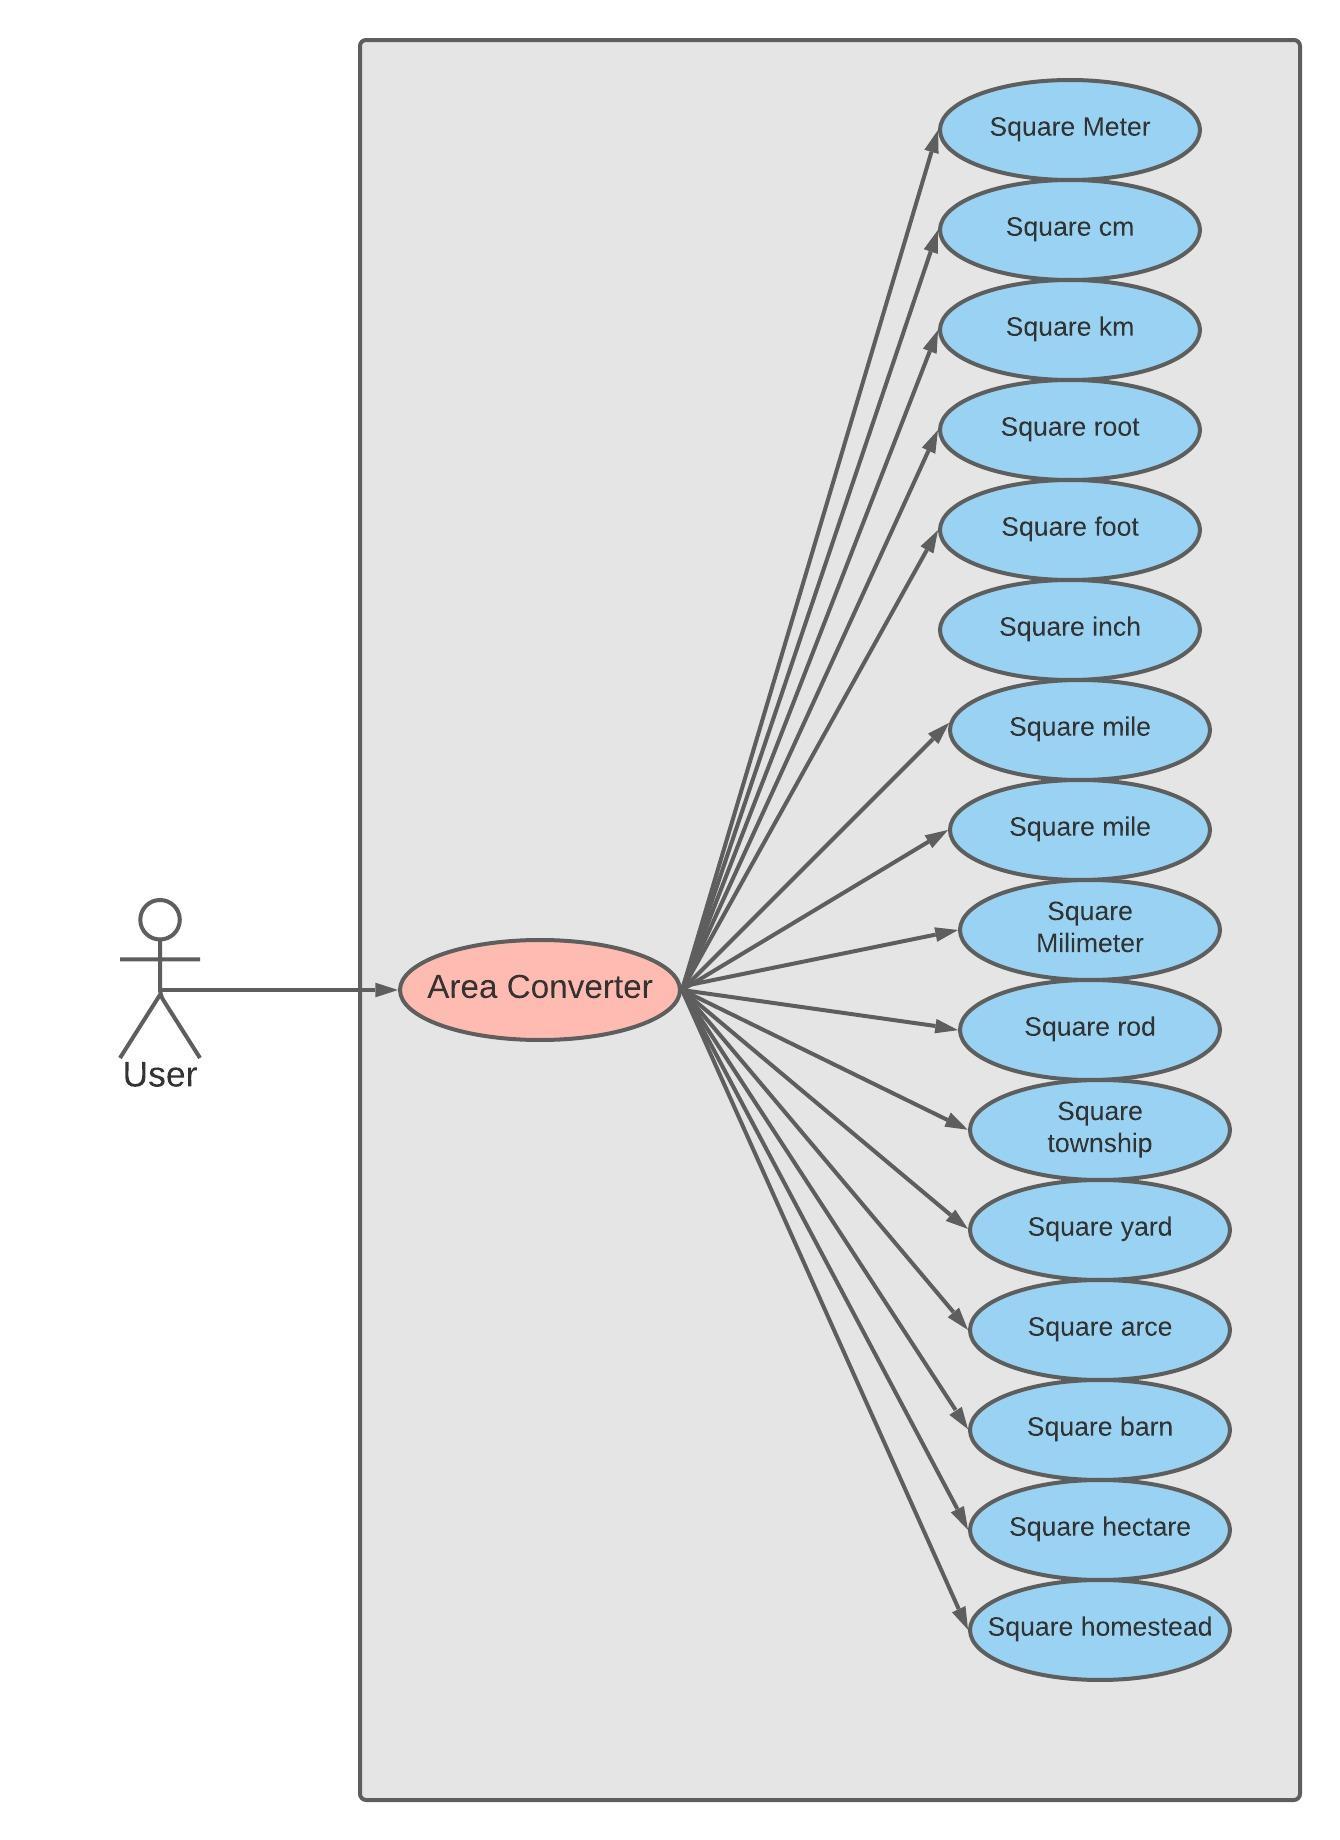 Square Meter
Square cm
Square km
Square root
Square foot
Square inch
Square mile
Square mile
Square
Milimeter
Area Converter
Square rod
User
Square
township
Square yard
Square arce
Square barn
Square hectare
Square homestead